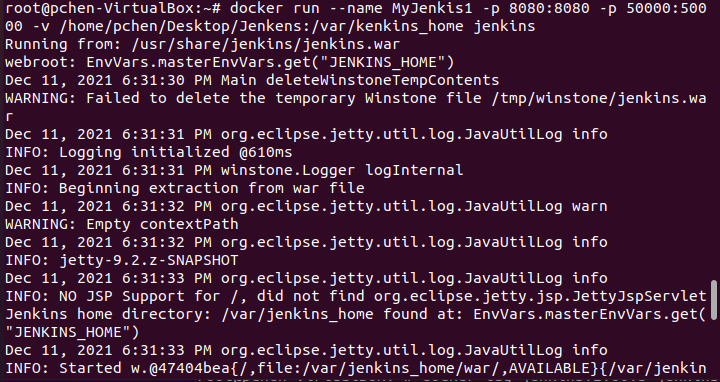 root@pchen-VirtualBox:~# docker run --name MyJenkis1 -p 8080:8080 -p 50000:500
00 -v /home/pchen/Desktop/Jenkens:/var/kenkins_home jenkins
Running from: /usr/share/jenkins/jenkins.war
webroot: EnvVars.masterEnvVars.get("JENKINS_HOME")
Dec 11, 2021 6:31:30 PM Main deleteWinstoneTempContents
WARNING: Failed to delete the temporary Winstone file /tmp/winstone/jenkins.wa
r
Dec 11, 2021 6:31:31 PM org.eclipse.jetty.util.log.JavaUtilLog info
INFO: Logging initialized @610ms
Dec 11, 2021 6:31:31 PM winstone.Logger logInternal
INFO: Beginning extraction from war file
Dec 11, 2021 6:31:32 PM org.eclipse.jetty.util.log.JavaUtilLog warn
WARNING: Empty contextPath
Dec 11, 2021 6:31:32 PM org.eclipse.jetty.util.log.JavaUtilLog info
INFO: jetty-9.2.z-SNAPSHOT
Dec 11, 2021 6:31:33 PM org.eclipse.jetty.util.log.JavaUtilLog info
INFO: NO JSP Support for /, did not find org.eclipse.jetty.jsp.JettyJspServlet
Jenkins home directory: /var/jenkins_home found at: EnvVars.masterEnvVars.get(
"JENKINS_HOME")
Dec 11, 2021 6:31:33 PM org.eclipse.jetty.util.log.JavaUtilLog info
INFO: Started w.@47404bea{/,file:/var/jenkins_home/war/,AVAILABLE}{/var/jenkin